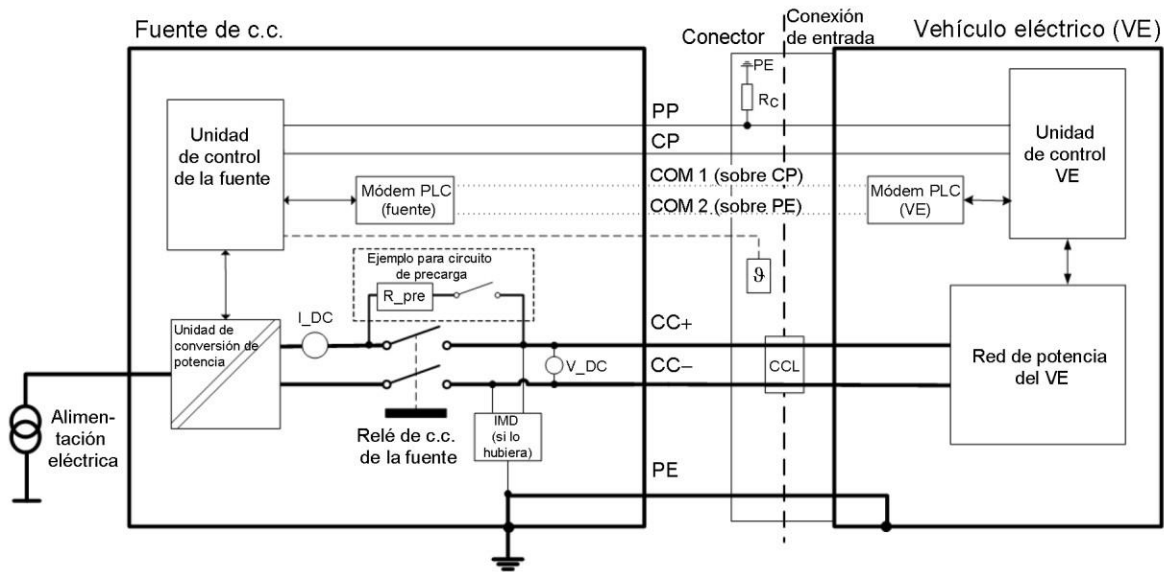 Fuente de c.c.
Conector
Conexión
de entrada
Vehículo eléctrico (VE)
PE
R_C
PP
CP
Unidad
de control
de la fuente
Unidad
de control
VE
COM 1 (sobre CP)
Módem PLC
(fuente)
Módem PLC
(VE)
COM 2 (sobre PE)
Ejemplo para circuito
de precarga
R_pre
ϑ
I_DC
Unidad de
conversión de
potencia
CC+
V_DC
CC−
CCL
Red de potencia
del VE
Alimen-
tación
eléctrica
Relé de c.c.
de la fuente
IMD
(si lo
hubiera)
PE